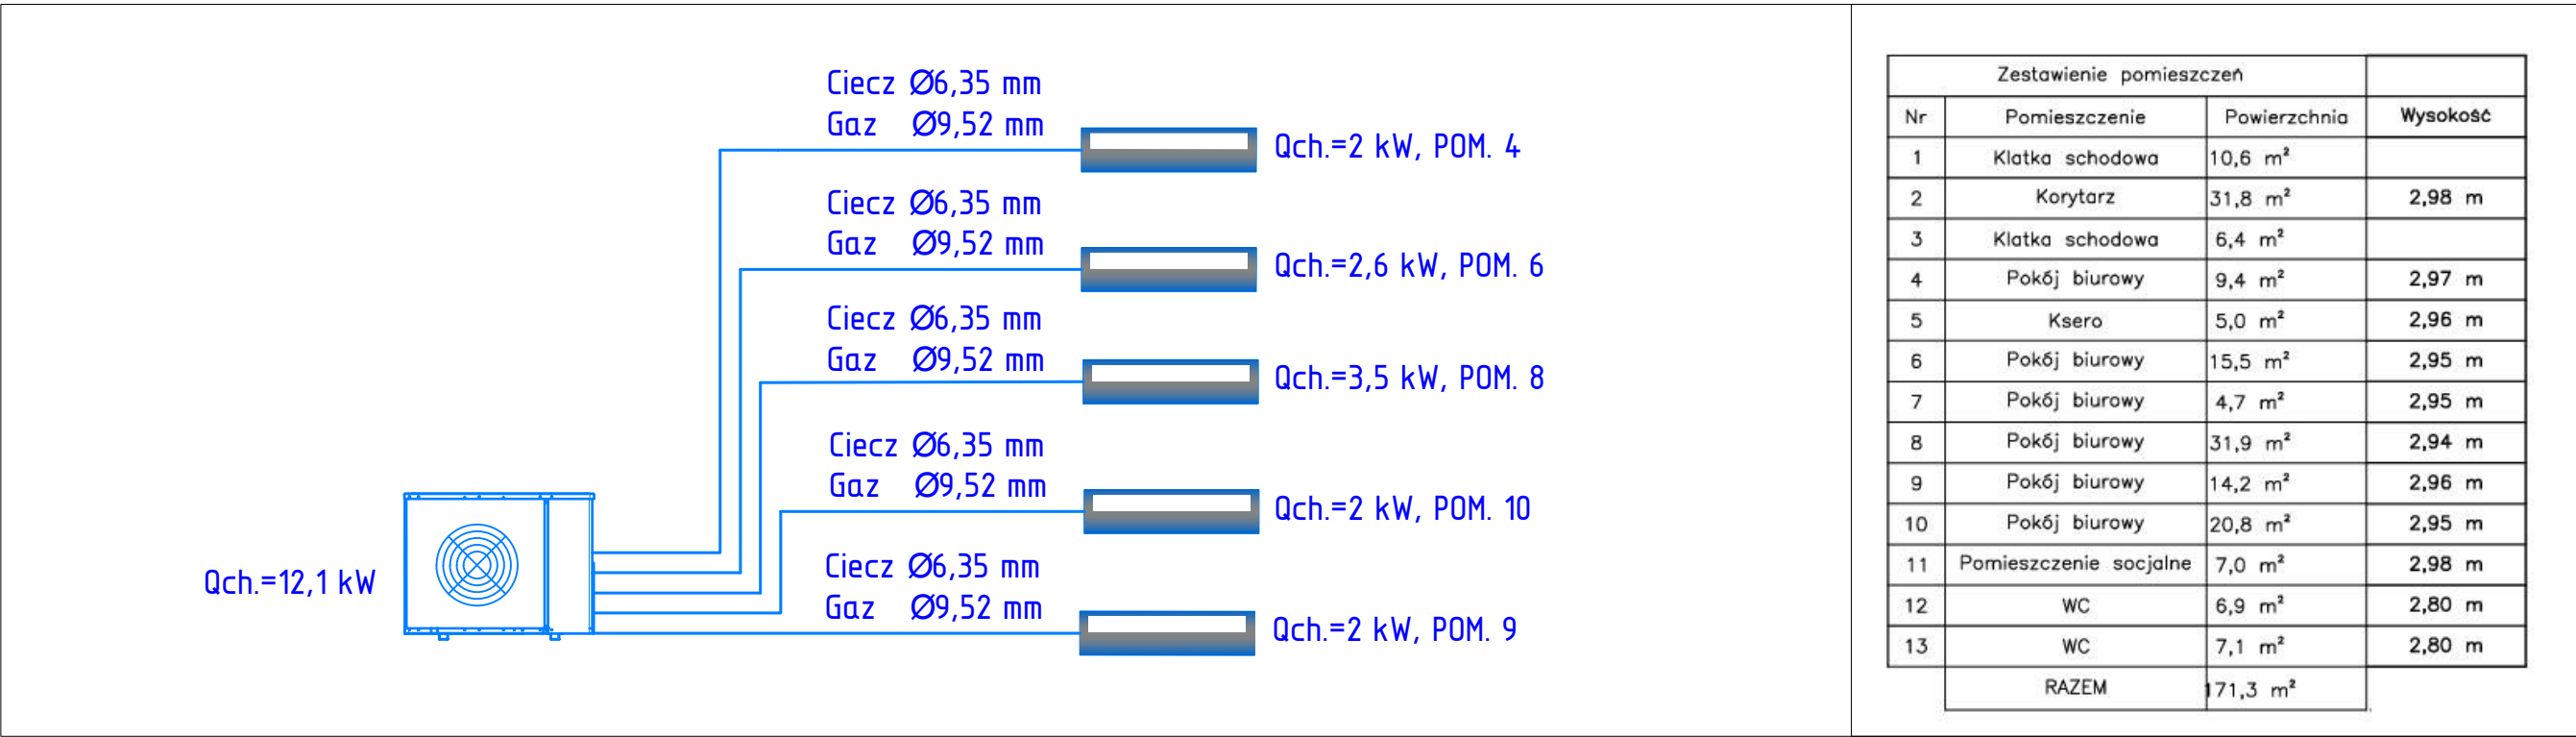 Ciecz Ø6,35 mm
Gaz Ø9,52 mm
Qch.=2 kW, POM. 4
Ciecz Ø6,35 mm
Gaz Ø9,52 mm
Qch.=2,6 kW, POM. 6
Ciecz Ø6,35 mm
Gaz Ø9,52 mm
Qch.=3,5 kW, POM. 8
Ciecz Ø6,35 mm
Gaz Ø9,52 mm
Qch.=2 kW, POM. 10
Ciecz Ø6,35 mm
Gaz Ø9,52 mm
Qch.=2 kW, POM. 9
Qch.=12,1 kW
Zestawienie pomieszczeń
Nr Pomieszczenie Powierzchnia Wysokość
1 Klatka schodowa 10,6 m²
2 Korytarz 31,8 m² 2,98 m
3 Klatka schodowa 6,4 m²
4 Pokój biurowy 9,4 m² 2,97 m
5 Ksero 5,0 m² 2,96 m
6 Pokój biurowy 15,5 m² 2,95 m
7 Pokój biurowy 4,7 m² 2,95 m
8 Pokój biurowy 31,9 m² 2,94 m
9 Pokój biurowy 14,2 m² 2,96 m
10 Pokój biurowy 20,8 m² 2,95 m
11 Pomieszczenie socjalne 7,0 m² 2,98 m
12 WC 6,9 m² 2,80 m
13 WC 7,1 m² 2,80 m
RAZEM 171,3 m²